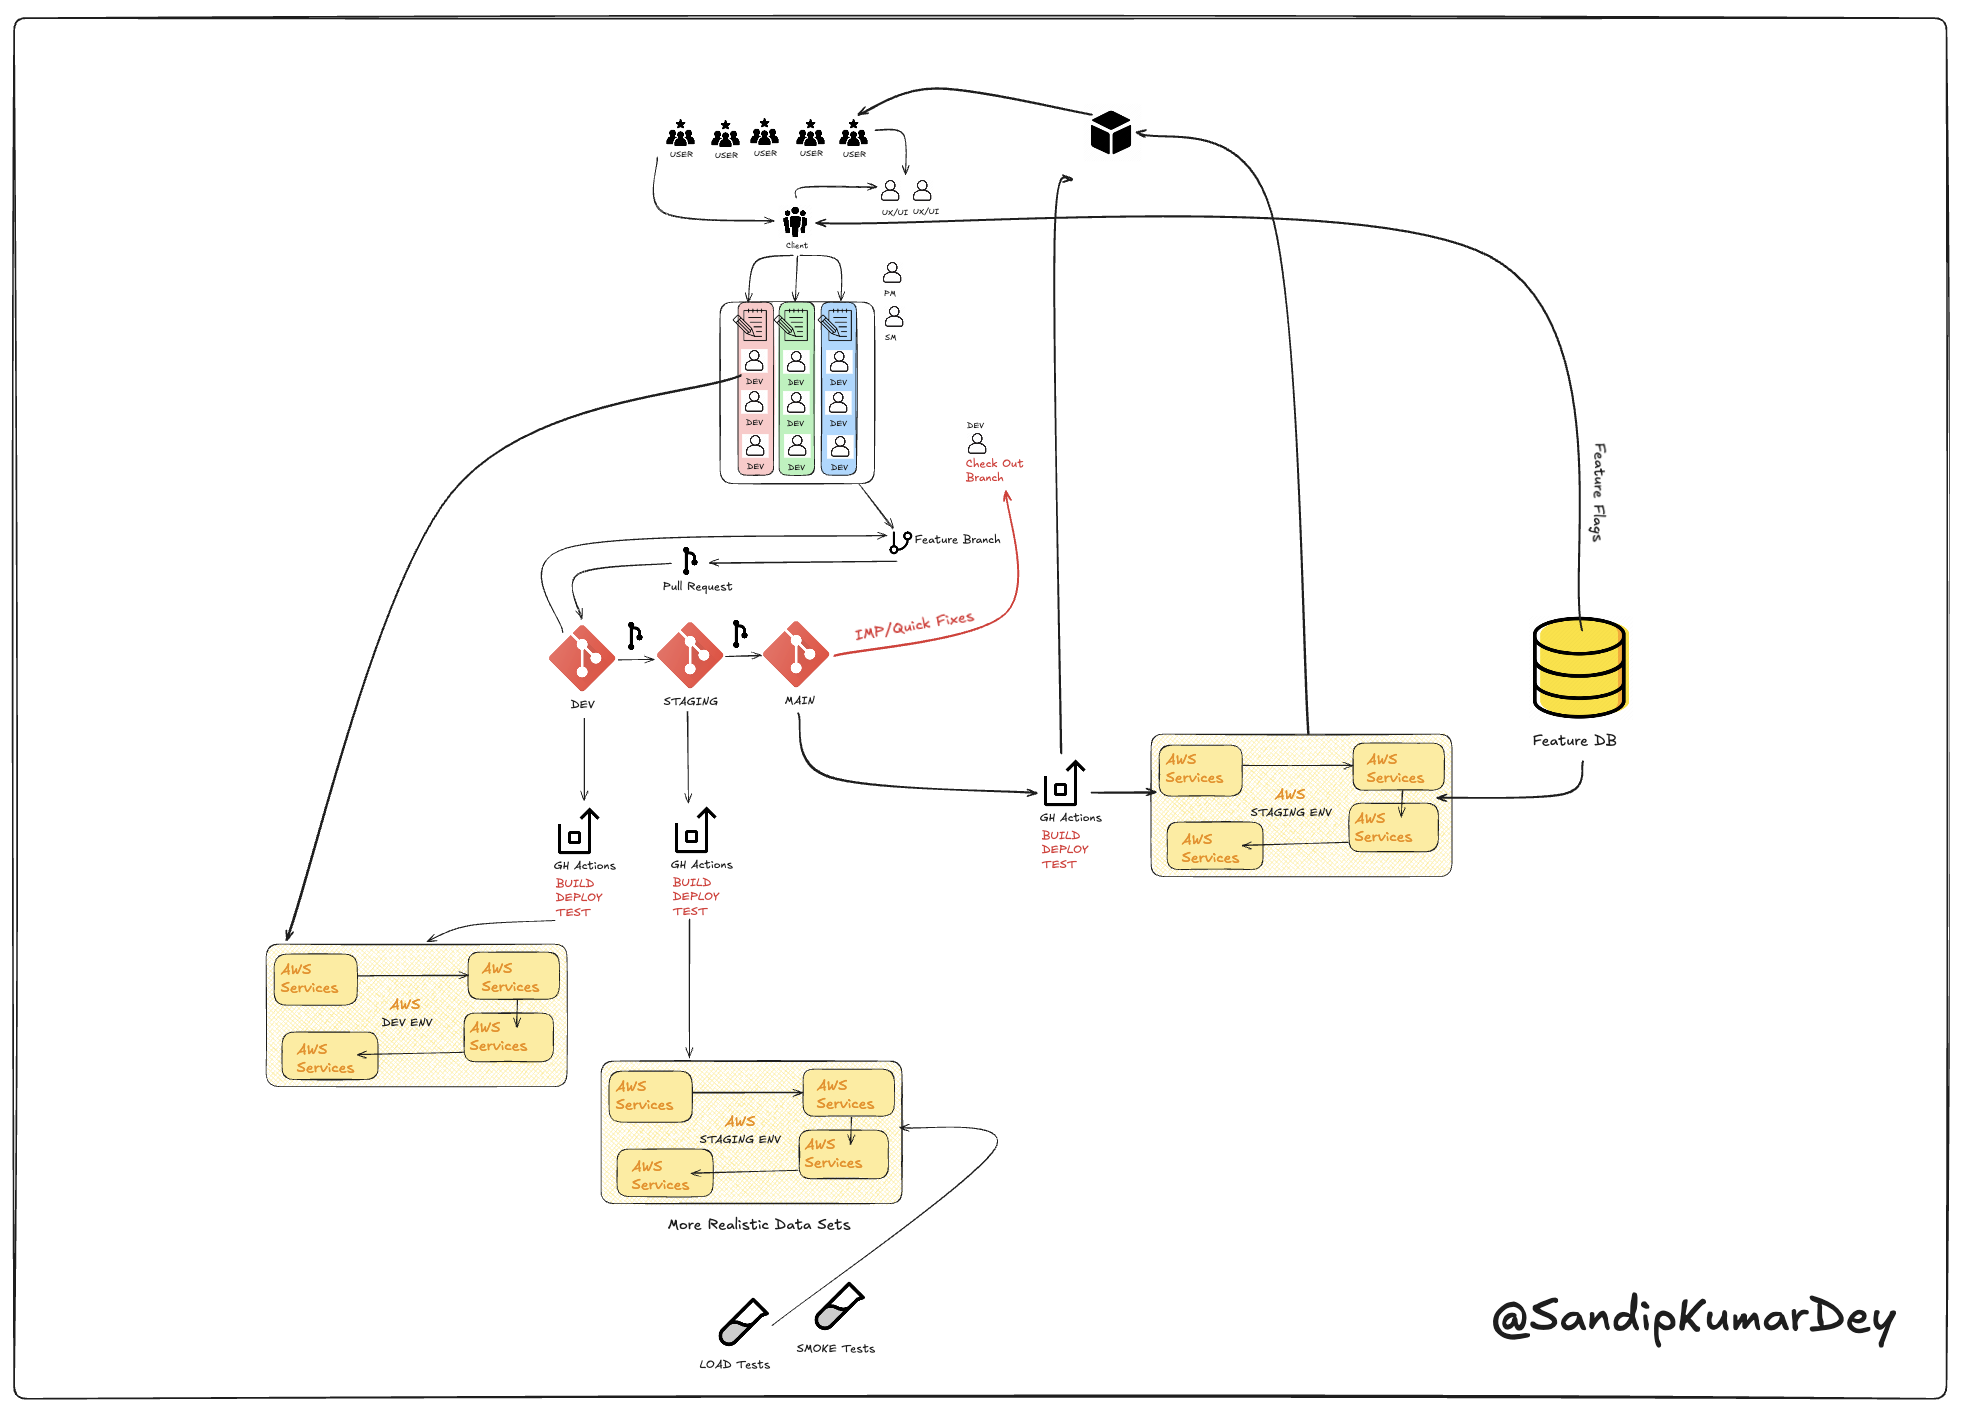 USER
USER
USER
USER
USER
UX/UI
UX/UI
Client
PM
SM
DEV
DEV
DEV
DEV
DEV
DEV
DEV
DEV
DEV
DEV
Check Out
Branch
Feature Branch
Pull Request
IMP/Quick Fixes
Feature Flags
DEV
STAGING
MAIN
Feature DB
GH Actions
BUILD
DEPLOY
TEST
GH Actions
BUILD
DEPLOY
TEST
GH Actions
BUILD
DEPLOY
TEST
AWS
Services
AWS
Services
AWS
STAGING ENV
AWS
Services
AWS
Services
AWS
Services
AWS
Services
AWS
DEV ENV
AWS
Services
AWS
Services
AWS
Services
AWS
Services
AWS
STAGING ENV
AWS
Services
AWS
Services
More Realistic Data Sets
LOAD Tests
SMOKE Tests
@SandipKumarDey